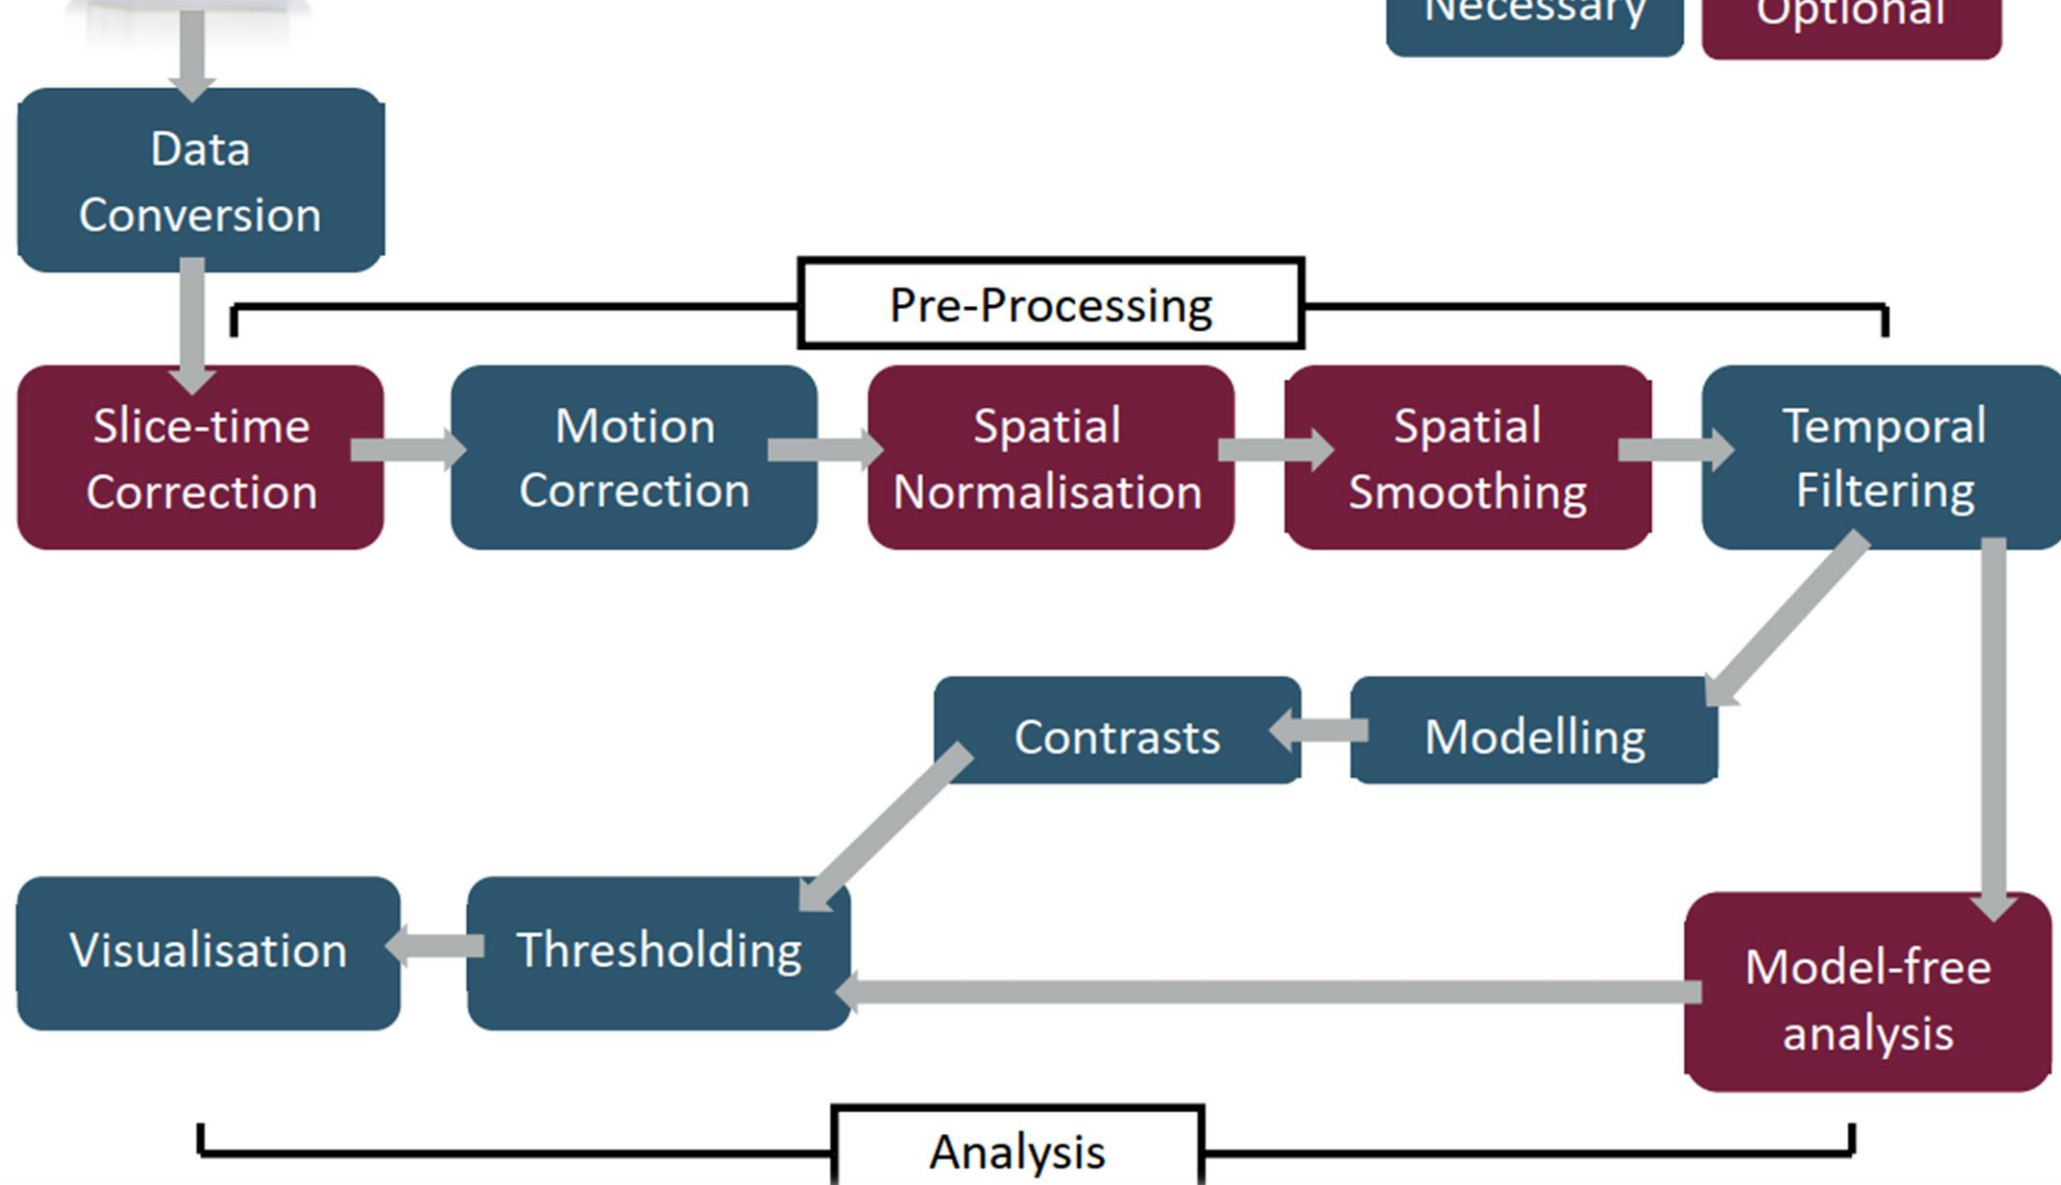 Necessary
Optional
Data
Conversion
Pre-Processing
Slice-time
Correction
Motion
Correction
Spatial
Normalisation
Spatial
Smoothing
Temporal
Filtering
Contrasts
Modelling
Visualisation
Thresholding
Model-free
analysis
Analysis